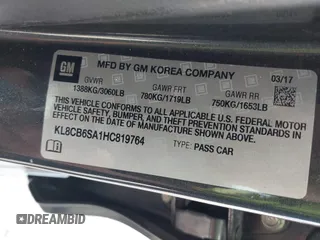 GM
MFD BY GM KOREA COMPANY
GVWR GAWR FRT GAWR RR 03/17
1388KG/3060LB 780KG/1719LB 750KG/1653LB
THIS VEHICLE CONFORMS TO ALL APPLICABLE U.S. FEDERAL MOTOR
VEHICLE SAFETY, BUMPER, AND THEFT PREVENTION STANDARDS
IN EFFECT ON THE DATE OF MANUFACTURE SHOWN ABOVE.
KL8CB6SA1HC819764 TYPE: PASS CAR
DREAMBID